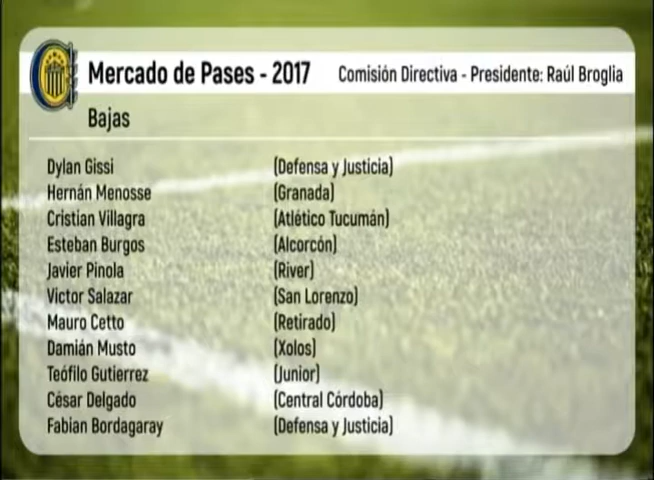 Mercado de Pases - 2017 Comisión Directiva - Presidente: Raúl Broglia
Bajas
Dylan Gissi (Defensa y Justicia)
Hernán Menosse (Granada)
Cristian Villagra (Atlético Tucumán)
Esteban Burgos (Alcorcón)
Javier Pinola (River)
Victor Salazar (San Lorenzo)
Mauro Cetto (Retirado)
Damián Musto (Xolos)
Teófilo Gutierrez (Junior)
César Delgado (Central Córdoba)
Fabian Bordagaray (Defensa y Justicia)